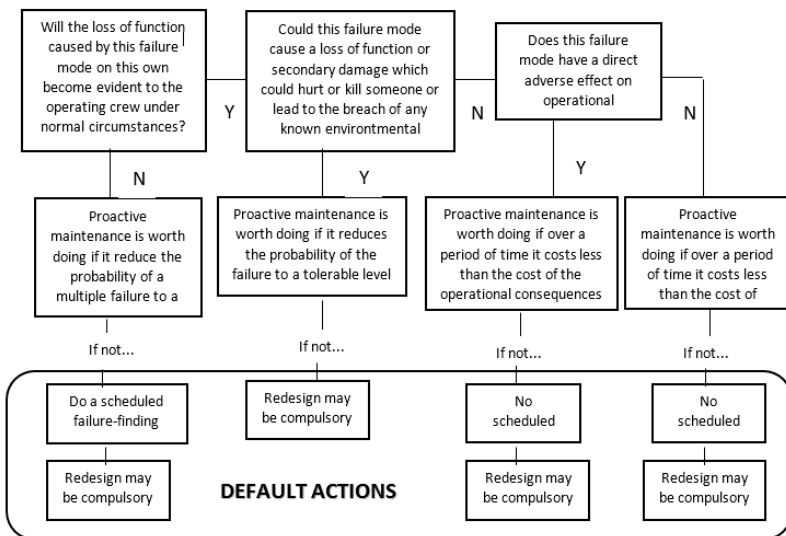 Will the loss of function
caused by this failure
mode on this own
become evident to the
operating crew under
normal circumstances?
Could this failure mode
cause a loss of function or
secondary damage which
could hurt or kill someone or
lead to the breach of any
known environtmental
Does this failure
mode have a direct
adverse effect on
operational
Y
N
N
N
Y
Y
Proactive
maintenance is worth
doing if it reduce the
probability of a
multiple failure to a
Proactive maintenance is
worth doing if it reduces
the probability of the
failure to a tolerable level
Proactive maintenance is
worth doing if over a
period of time it costs less
than the cost of the
operational consequences
Proactive
maintenance is worth
doing if over a period
of time it costs less
than the cost of
If not...
If not...
If not...
If not...
Do a scheduled
failure-finding
Redesign may
be compulsory
No
scheduled
No
scheduled
Redesign may
be compulsory
DEFAULT ACTIONS
Redesign may
be compulsory
Redesign may
be compulsory